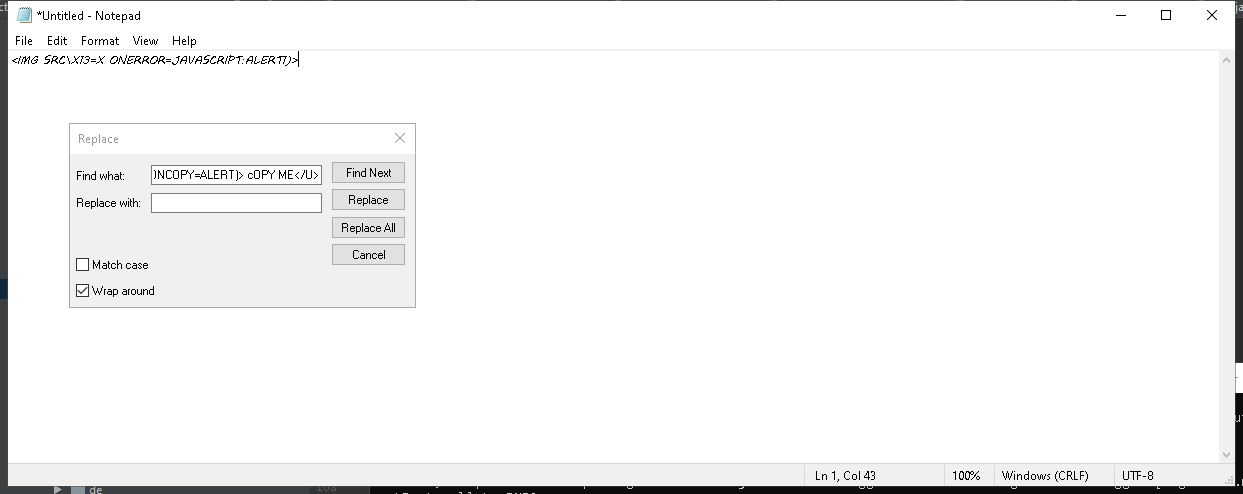 *Untitled - Notepad
File Edit Format View Help
<IMG SRC\X13=X ONERROR=JAVASCRIPT:ALERT1)>
Replace
Find what: )NCOPY=ALERT)> cOPY ME</U> Find Next
Replace with: Replace
Replace All
Cancel
Match case
Wrap around
Ln 1, Col 43 100% Windows (CRLF) UTF-8
de 103